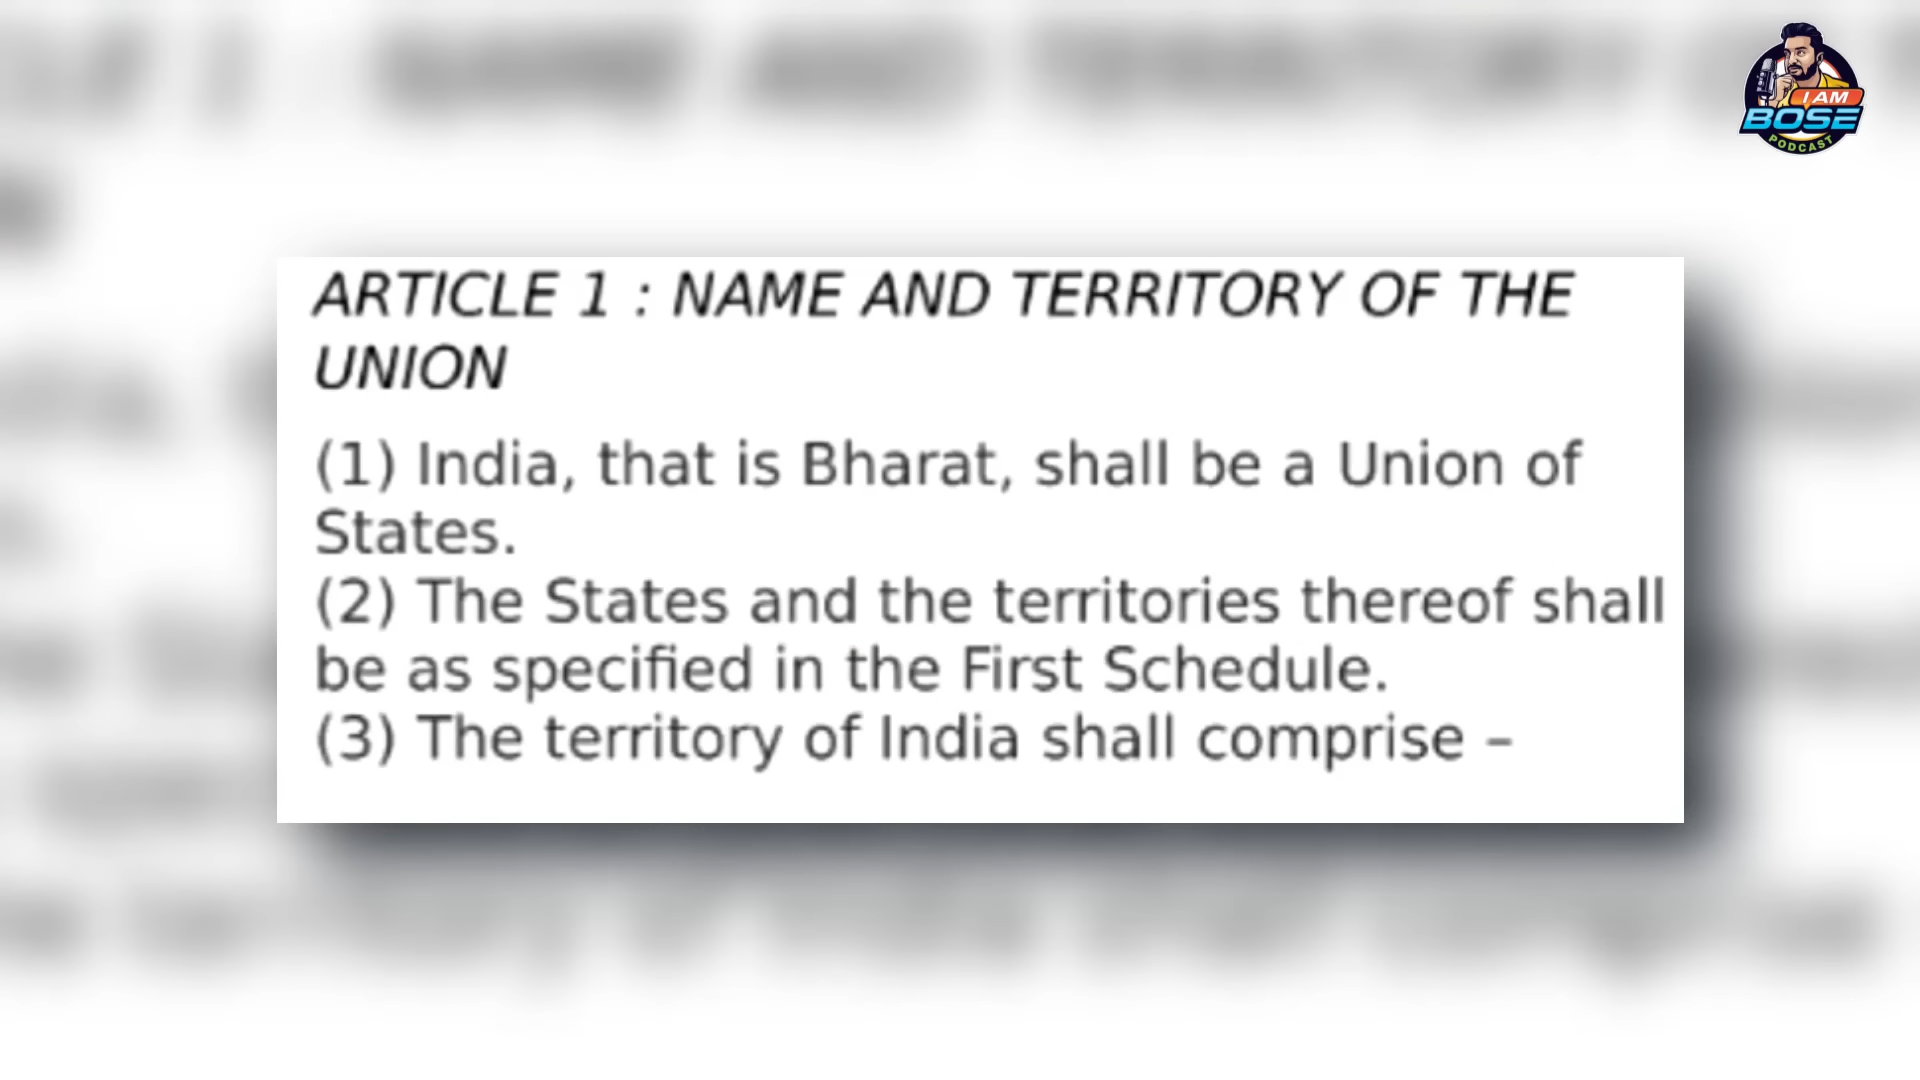 I AM
BOSE
PODCAST
ARTICLE 1 : NAME AND TERRITORY OF THE
UNION
(1) India, that is Bharat, shall be a Union of
States.
(2) The States and the territories thereof shall
be as specified in the First Schedule.
(3) The territory of India shall comprise –